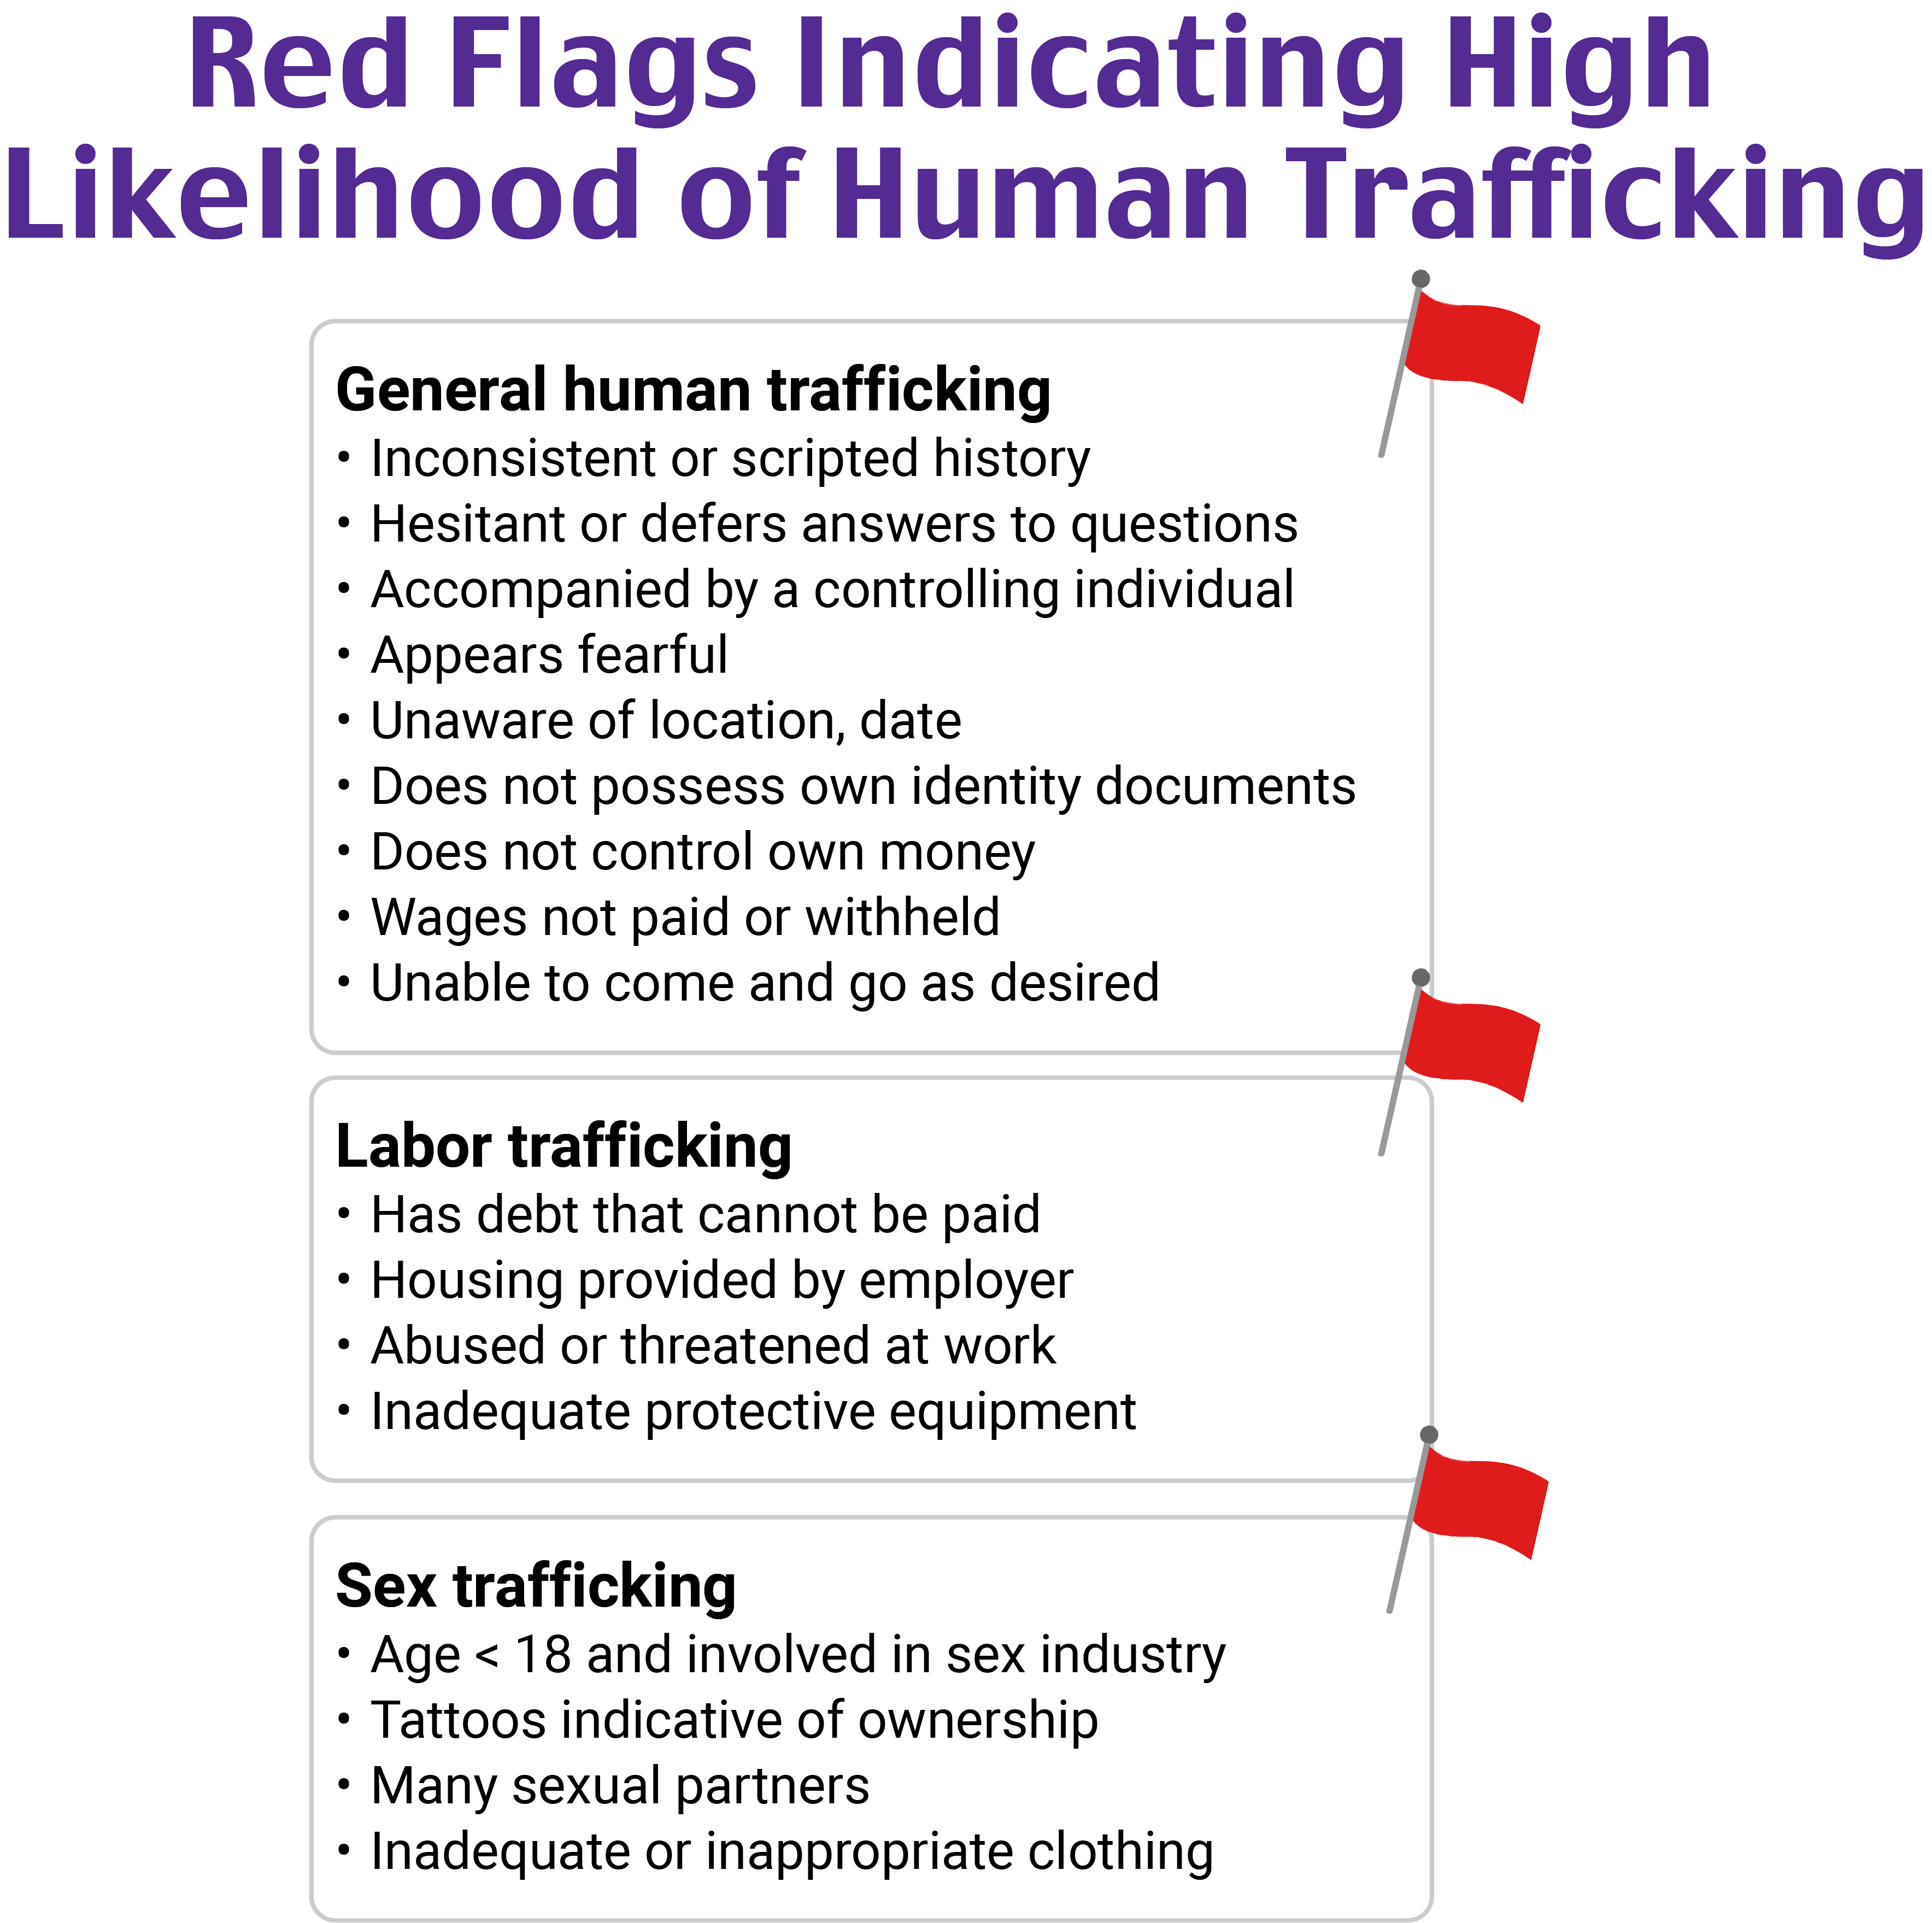 Red Flags Indicating High
Likelihood of Human Trafficking
General human trafficking
• Inconsistent or scripted history
• Hesitant or defers answers to questions
• Accompanied by a controlling individual
• Appears fearful
• Unaware of location, date
• Does not possess own identity documents
• Does not control own money
• Wages not paid or withheld
• Unable to come and go as desired
Labor trafficking
• Has debt that cannot be paid
• Housing provided by employer
• Abused or threatened at work
• Inadequate protective equipment
Sex trafficking
• Age < 18 and involved in sex industry
• Tattoos indicative of ownership
• Many sexual partners
• Inadequate or inappropriate clothing